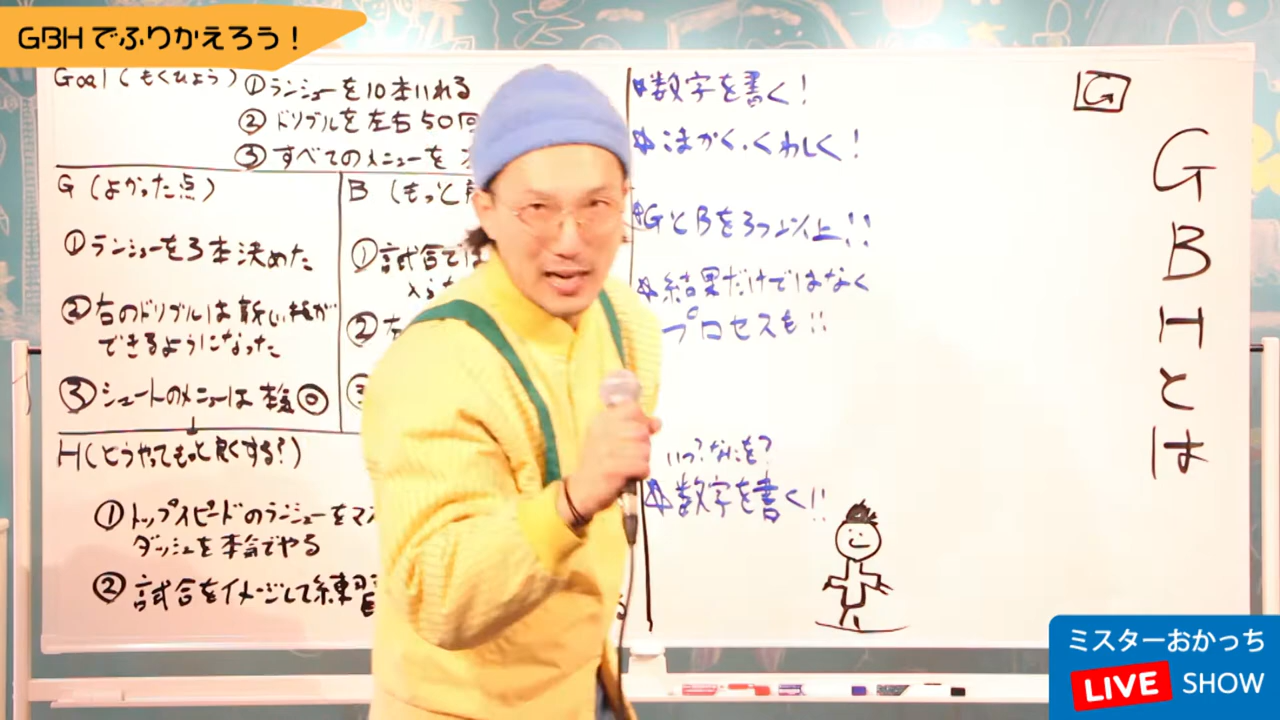 GBHでふりかえろう！
Goal（もくひょう）①ランシューを10本いれる
②ドリブルを左右50回
③すべてのメニューを
G（よかった点）
①ランシューを3本決めた
②右のドリブルは新しい技が
できるようになった
③シュートのメニューは本気◎
B（もっと
①試合では
入らな
②左
③
H（どうやってもっと良くする？）
①トップスピードのランシューをマス
ダッシュを本気でやる
②試合をイメージして練習
数字を書く！
こまかく、くわしく！
GとBを3つ以上!!
結果だけではなく
プロセスも!!
いつ？なにを？
数字を書く!!
G
GBHとは
ミスターおかっち
LIVE SHOW